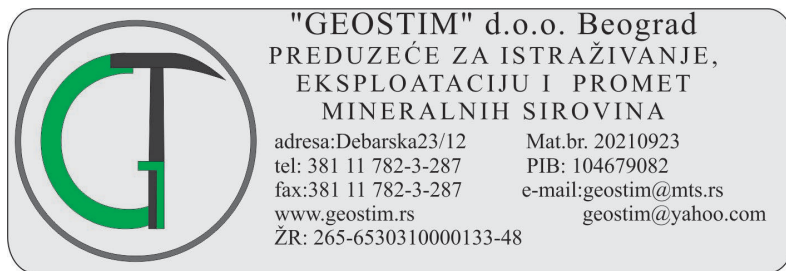 "GEOSTIM" d.o.o. Beograd
PREDUZEĆE ZA ISTRAŽIVANJE,
EKSPLOATACIJU I PROMET
MINERALNIH SIROVINA
adresa:Debarska23/12 Mat.br. 20210923
tel: 381 11 782-3-287 PIB: 104679082
fax:381 11 782-3-287 e-mail:geostim@mts.rs
www.geostim.rs geostim@yahoo.com
ŽR: 265-6530310000133-48